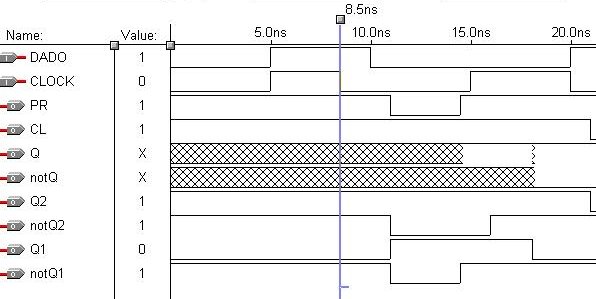 8.5ns
Name: Value: 5.0ns 10.0ns 15.0ns 20.0ns
DADO 1
CLOCK 0
PR 1
CL 1
Q X
notQ X
Q2 1
notQ2 1
Q1 0
notQ1 1